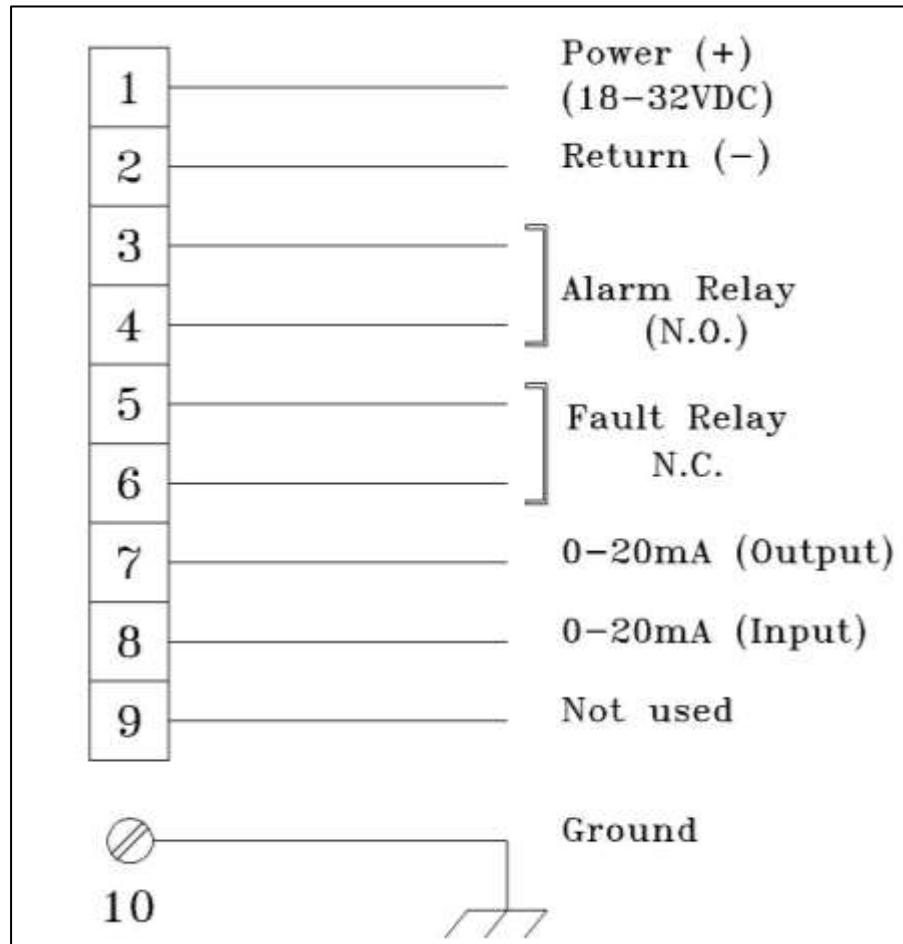 1
Power (+)
(18-32VDC)
2
Return (-)
3
4
Alarm Relay
(N.O.)
5
6
Fault Relay
N.C.
7
0-20mA (Output)
8
0-20mA (Input)
9
Not used
10
Ground